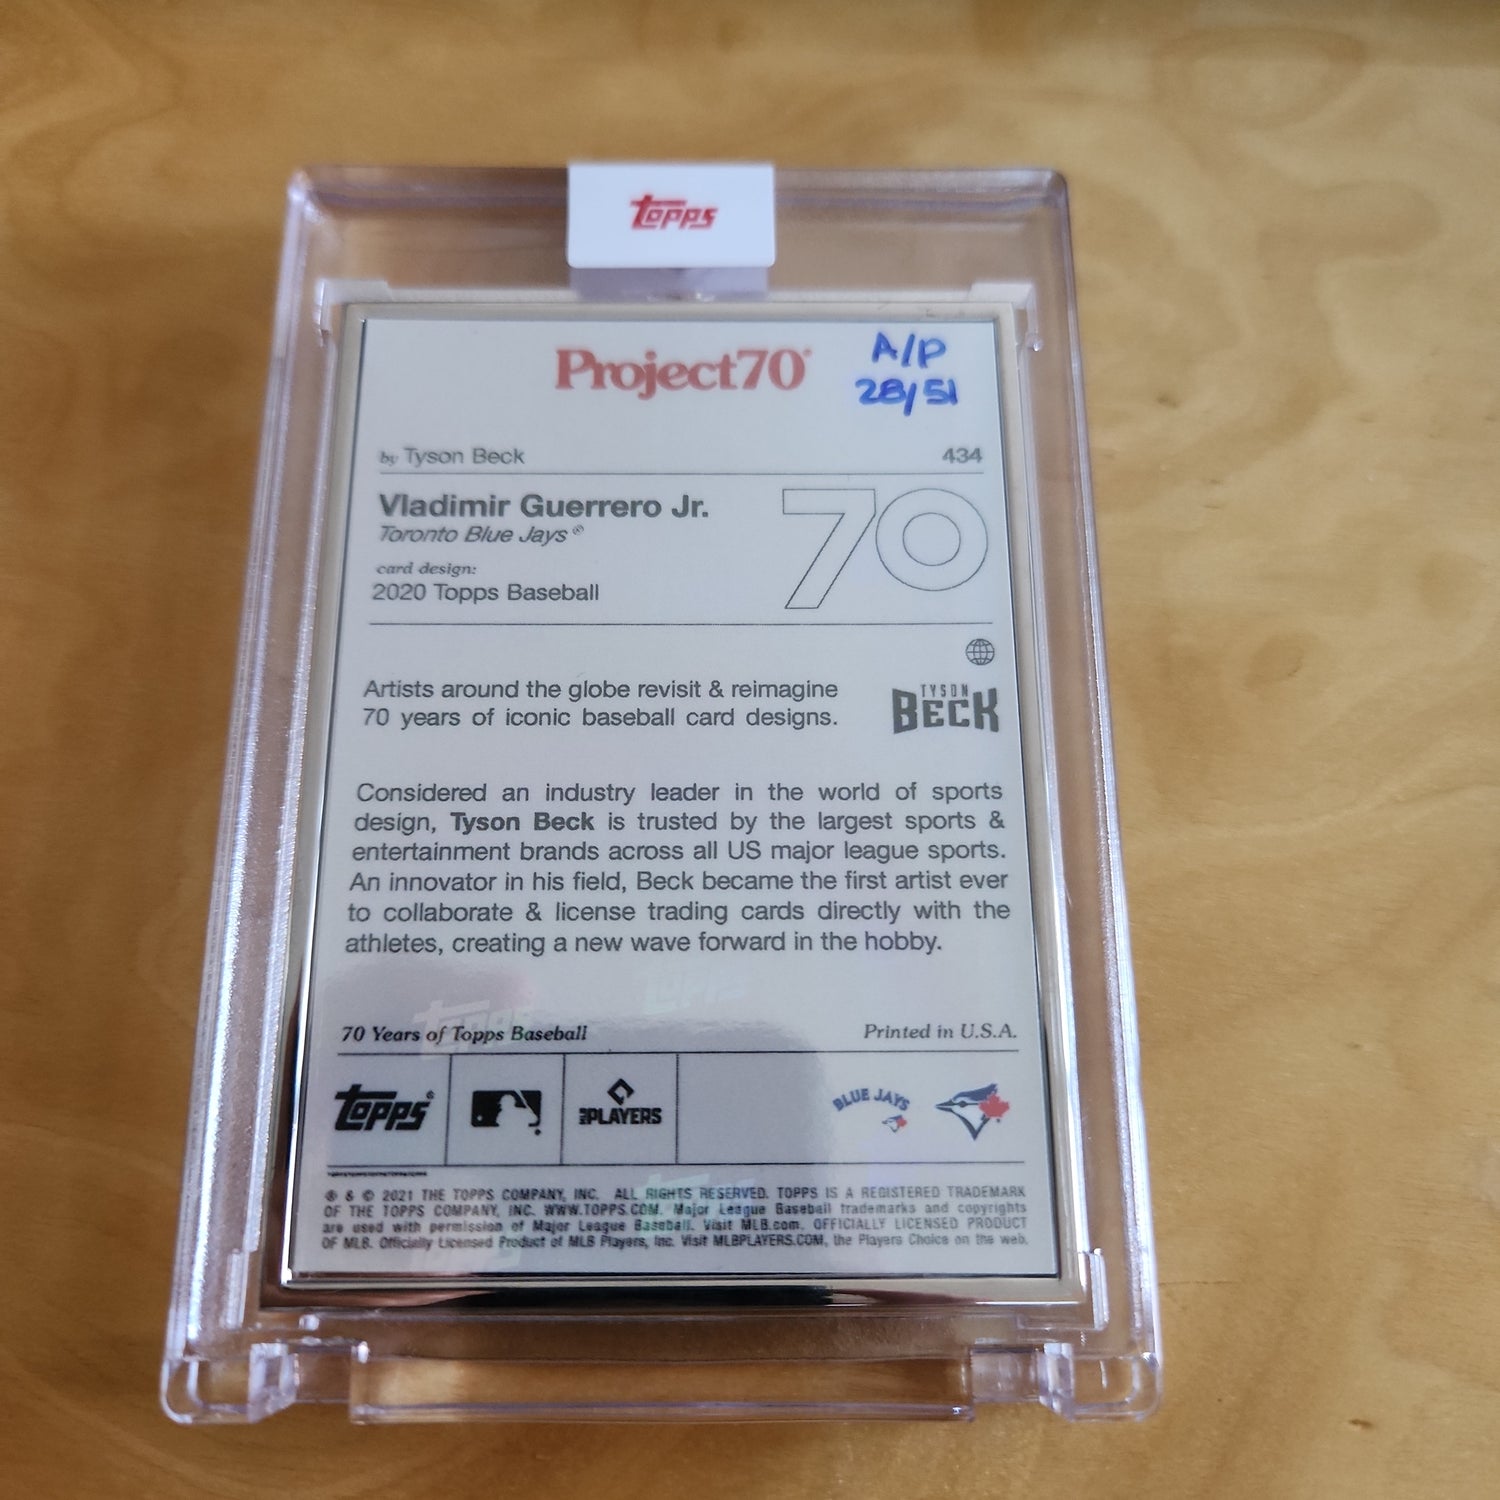 Topps
Project70®
A/P
28/51
by Tyson Beck
434
Vladimir Guerrero Jr.
Toronto Blue Jays®
card design:
2020 Topps Baseball
70
Artists around the globe revisit & reimagine
70 years of iconic baseball card designs.
TYSON
BECK
Considered an industry leader in the world of sports
design, Tyson Beck is trusted by the largest sports &
entertainment brands across all US major league sports.
An innovator in his field, Beck became the first artist ever
to collaborate & license trading cards directly with the
athletes, creating a new wave forward in the hobby.
70 Years of Topps Baseball
Printed in U.S.A.
Topps®
PLAYERS
BLUE JAYS
® & © 2021 THE TOPPS COMPANY, INC. ALL RIGHTS RESERVED. TOPPS IS A REGISTERED TRADEMARK
OF THE TOPPS COMPANY, INC. WWW.TOPPS.COM. Major League Baseball trademarks and copyrights
are used with permission of Major League Baseball. Visit MLB.com. OFFICIALLY LICENSED PRODUCT
OF MLB. Officially Licensed Product of MLB Players, Inc. Visit MLBPLAYERS.COM, the Players Choice on the web.